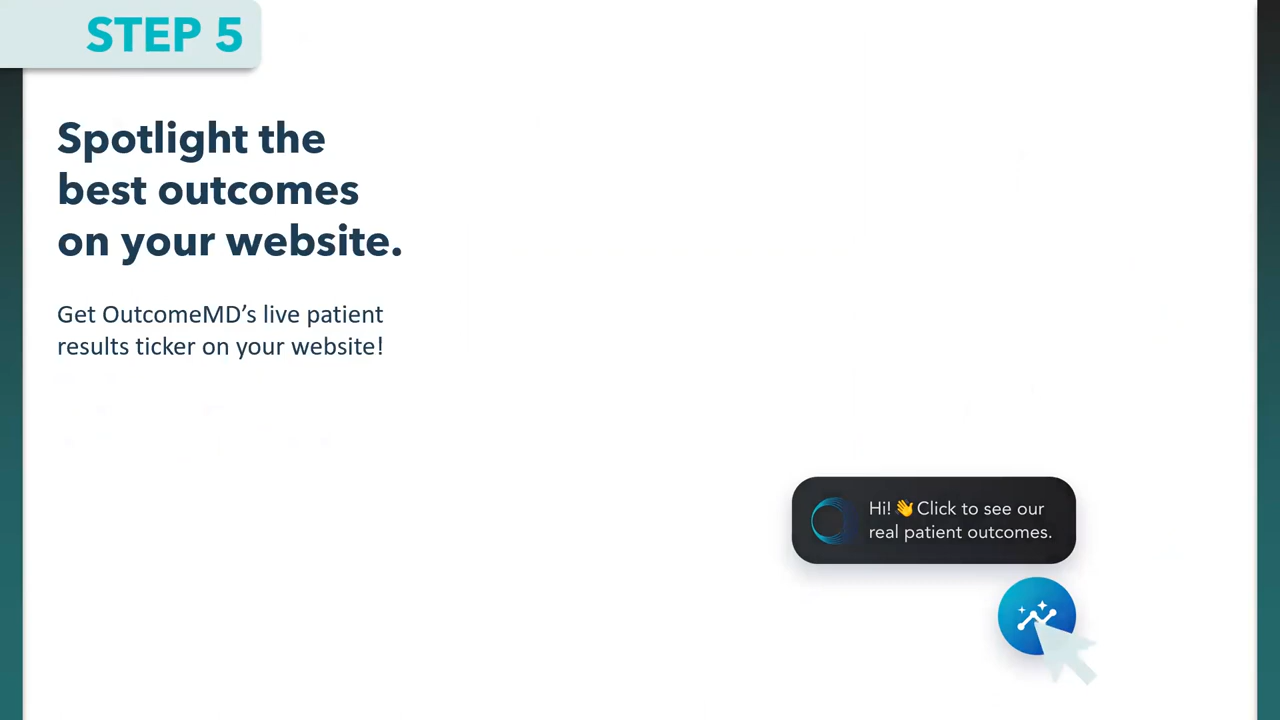 STEP 5
Spotlight the
best outcomes
on your website.
Get OutcomeMD’s live patient
results ticker on your website!
Hi! 👋 Click to see our
real patient outcomes.